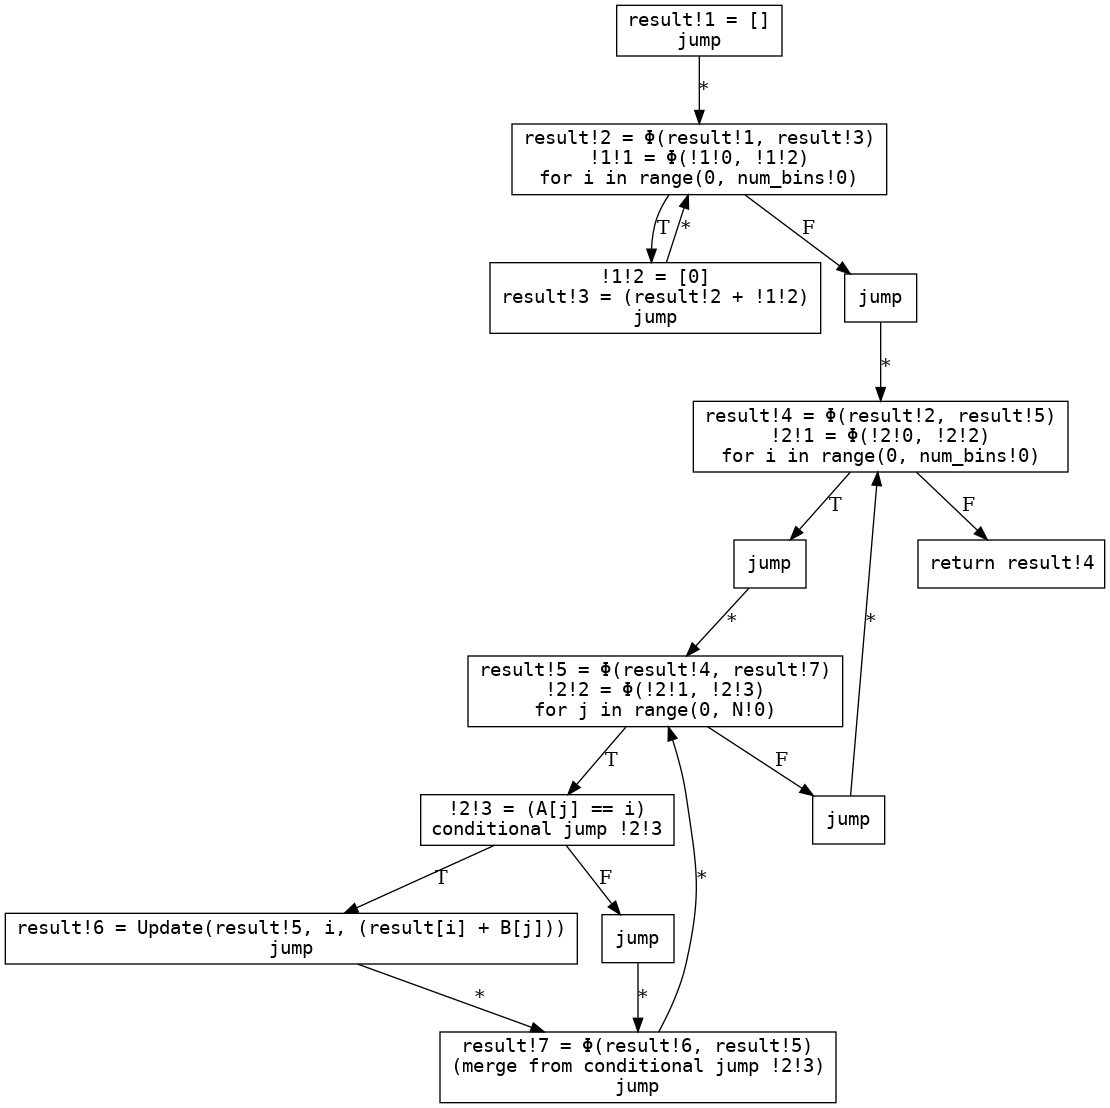 result!1 = []
jump
*
result!2 = Φ(result!1, result!3)
!1!1 = Φ(!1!0, !1!2)
for i in range(0, num_bins!0)
T
*
F
!1!2 = [0]
result!3 = (result!2 + !1!2)
jump
jump
*
result!4 = Φ(result!2, result!5)
!2!1 = Φ(!2!0, !2!2)
for i in range(0, num_bins!0)
T
F
jump
return result!4
*
*
result!5 = Φ(result!4, result!7)
!2!2 = Φ(!2!1, !2!3)
for j in range(0, N!0)
T
F
!2!3 = (A[j] == i)
conditional jump !2!3
jump
T
F
*
result!6 = Update(result!5, i, (result[i] + B[j]))
jump
jump
*
*
result!7 = Φ(result!6, result!5)
(merge from conditional jump !2!3)
jump